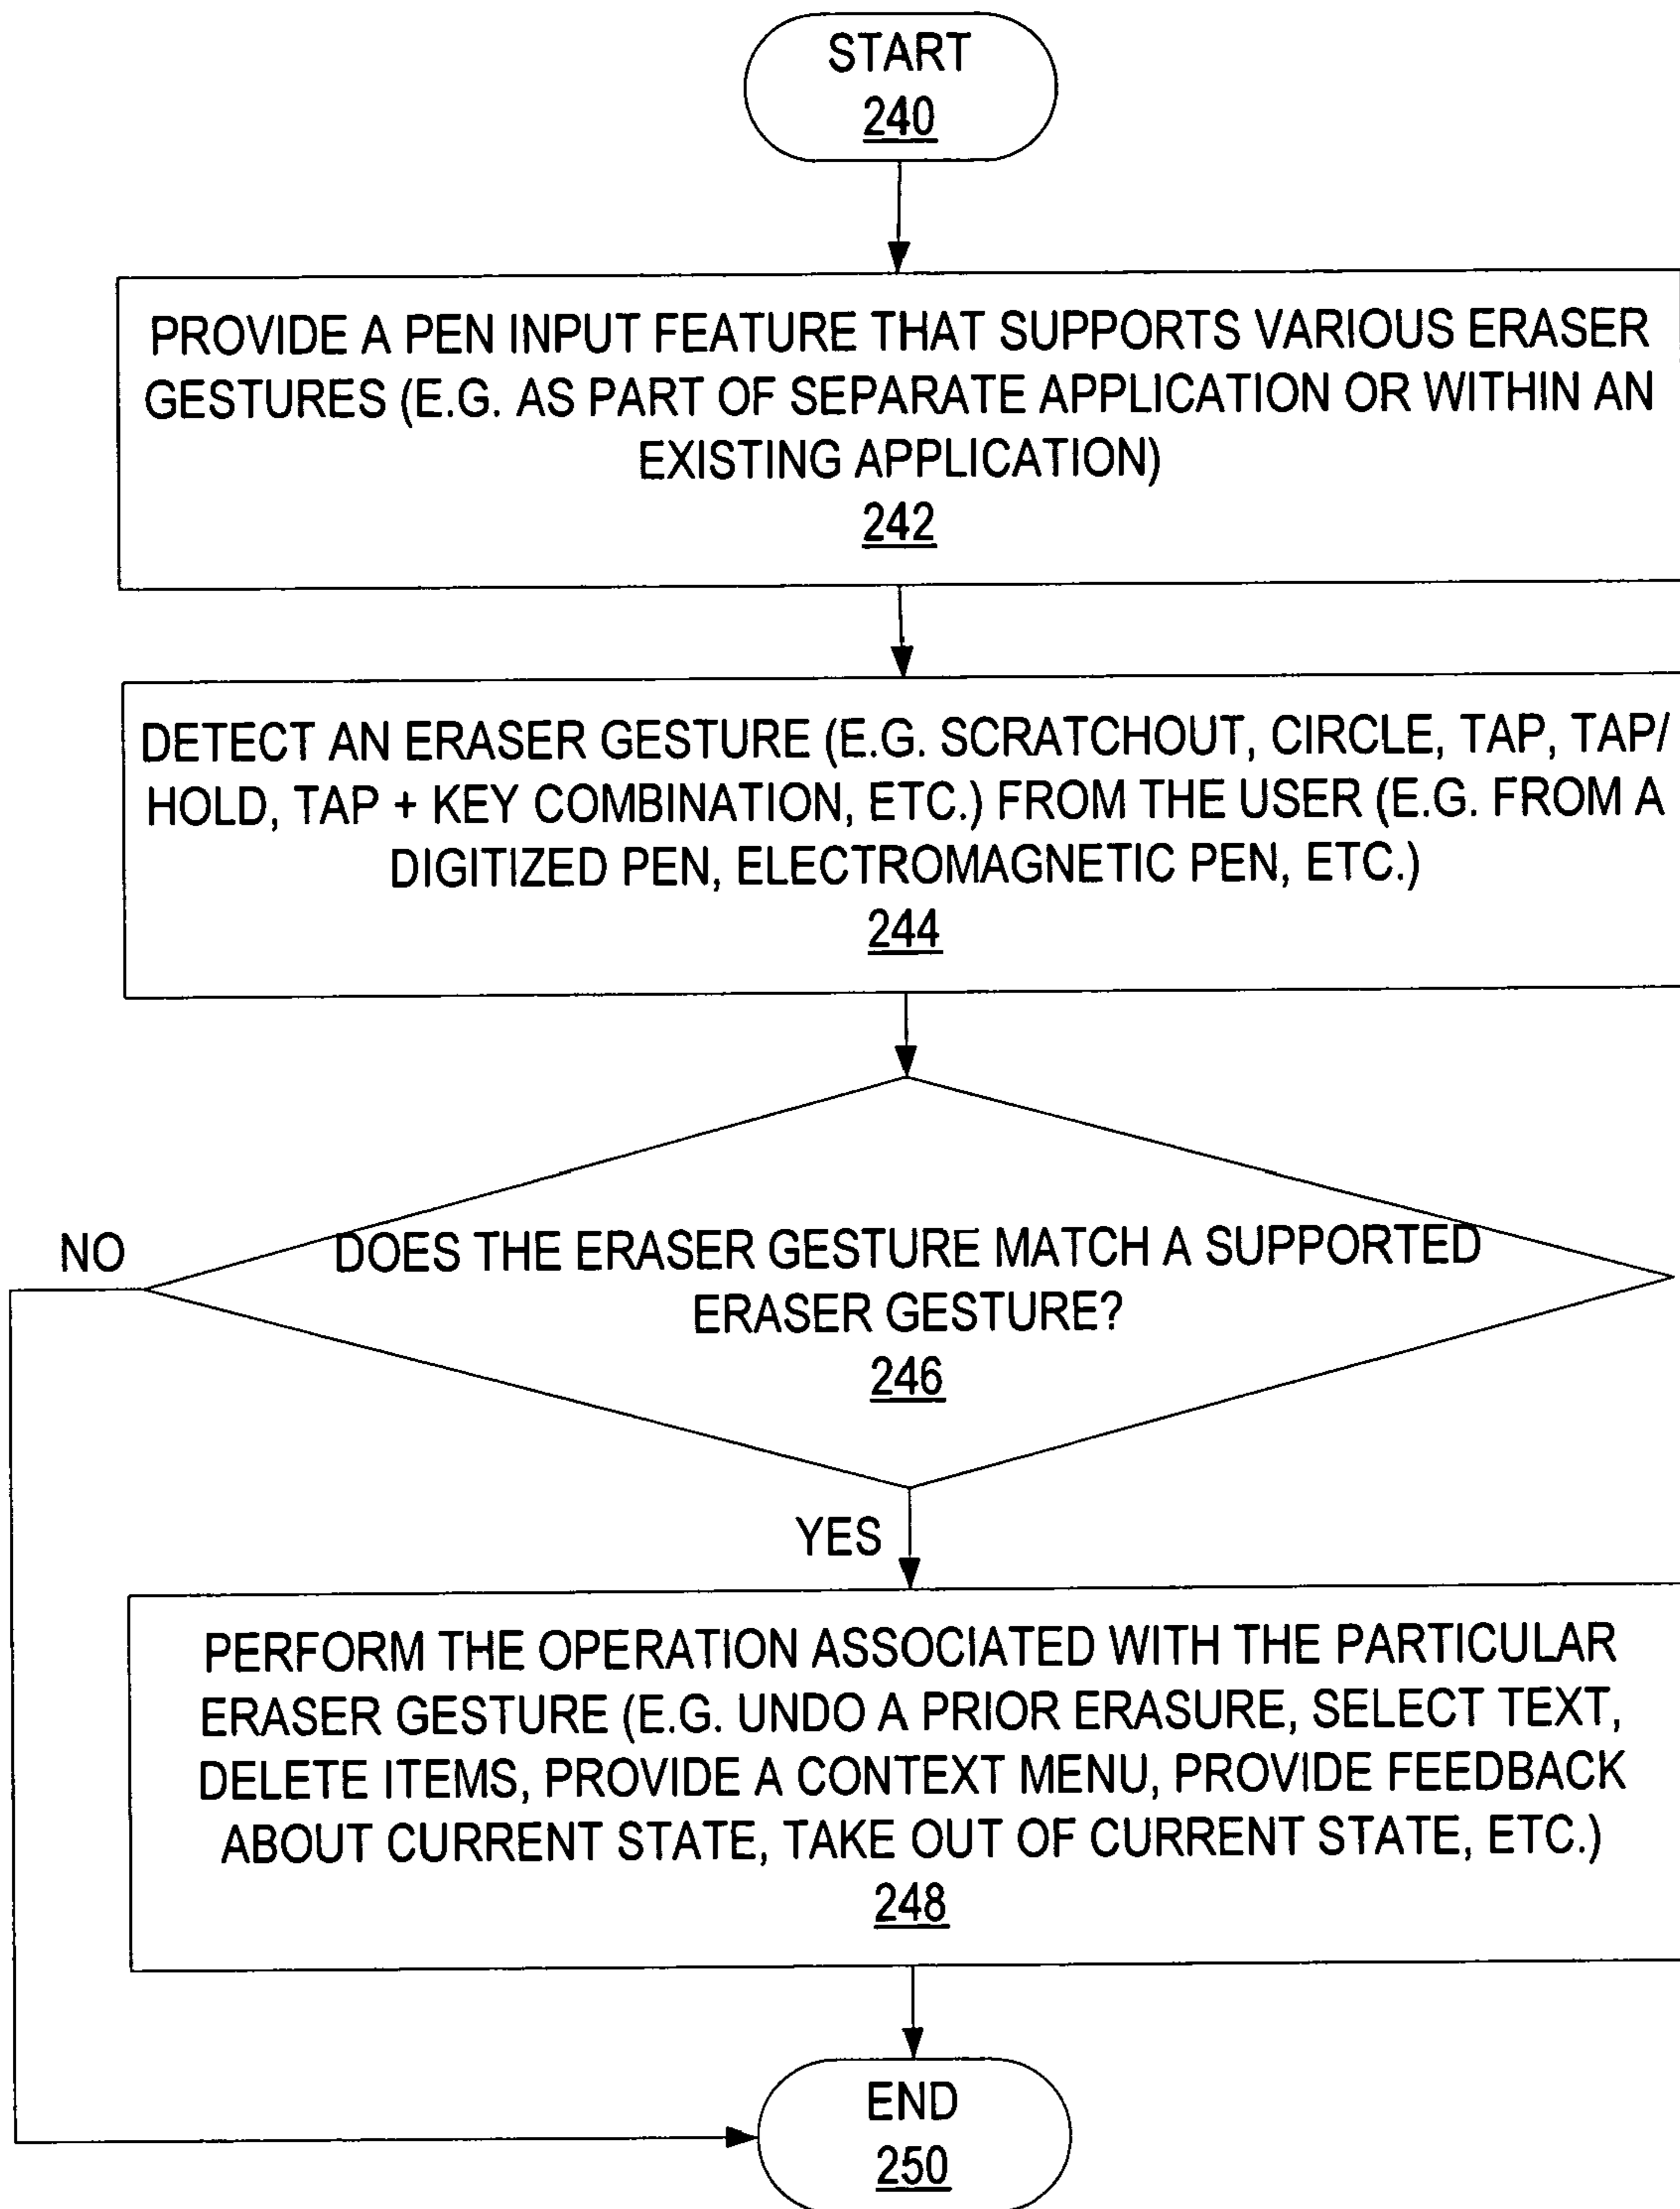 START
240
PROVIDE A PEN INPUT FEATURE THAT SUPPORTS VARIOUS ERASER
GESTURES (E.G. AS PART OF SEPARATE APPLICATION OR WITHIN AN
EXISTING APPLICATION)
242
DETECT AN ERASER GESTURE (E.G. SCRATCHOUT, CIRCLE, TAP, TAP/
HOLD, TAP + KEY COMBINATION, ETC.) FROM THE USER (E.G. FROM A
DIGITIZED PEN, ELECTROMAGNETIC PEN, ETC.)
244
NO
DOES THE ERASER GESTURE MATCH A SUPPORTED
ERASER GESTURE?
246
YES
PERFORM THE OPERATION ASSOCIATED WITH THE PARTICULAR
ERASER GESTURE (E.G. UNDO A PRIOR ERASURE, SELECT TEXT,
DELETE ITEMS, PROVIDE A CONTEXT MENU, PROVIDE FEEDBACK
ABOUT CURRENT STATE, TAKE OUT OF CURRENT STATE, ETC.)
248
END
250